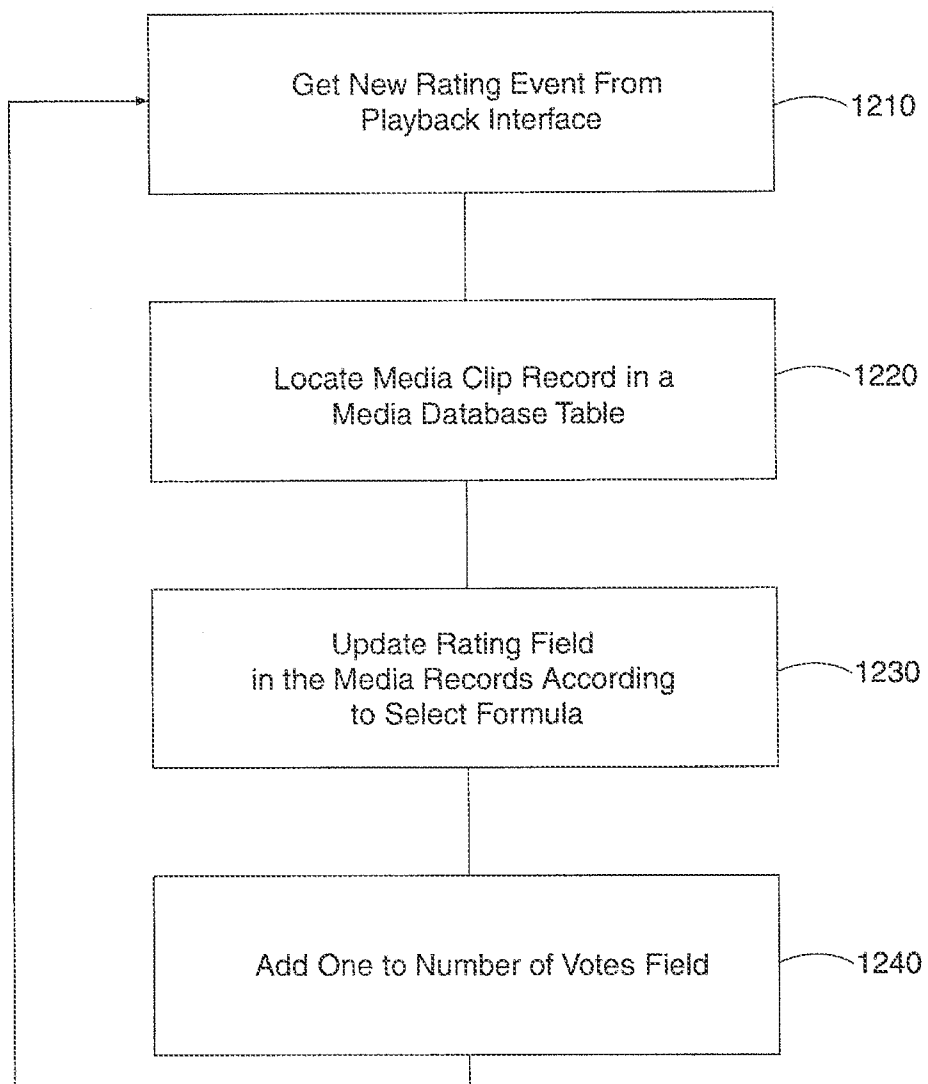 Get New Rating Event From
Playback Interface
1210
Locate Media Clip Record in a
Media Database Table
1220
Update Rating Field
in the Media Records According
to Select Formula
1230
Add One to Number of Votes Field
1240